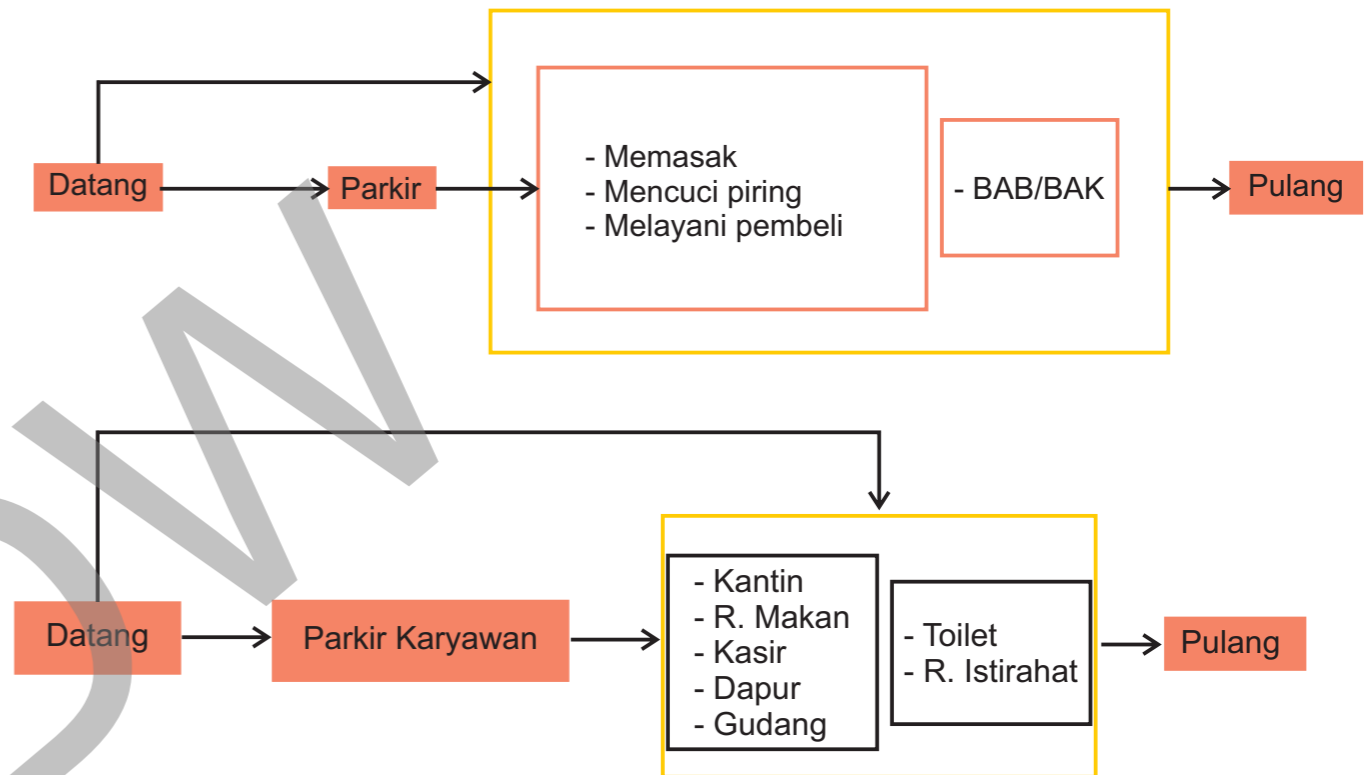 Datang
Parkir
- Memasak
- Mencuci piring
- Melayani pembeli
- BAB/BAK
Pulang
Datang
Parkir Karyawan
- Kantin
- R. Makan
- Kasir
- Dapur
- Gudang
- Toilet
- R. Istirahat
Pulang